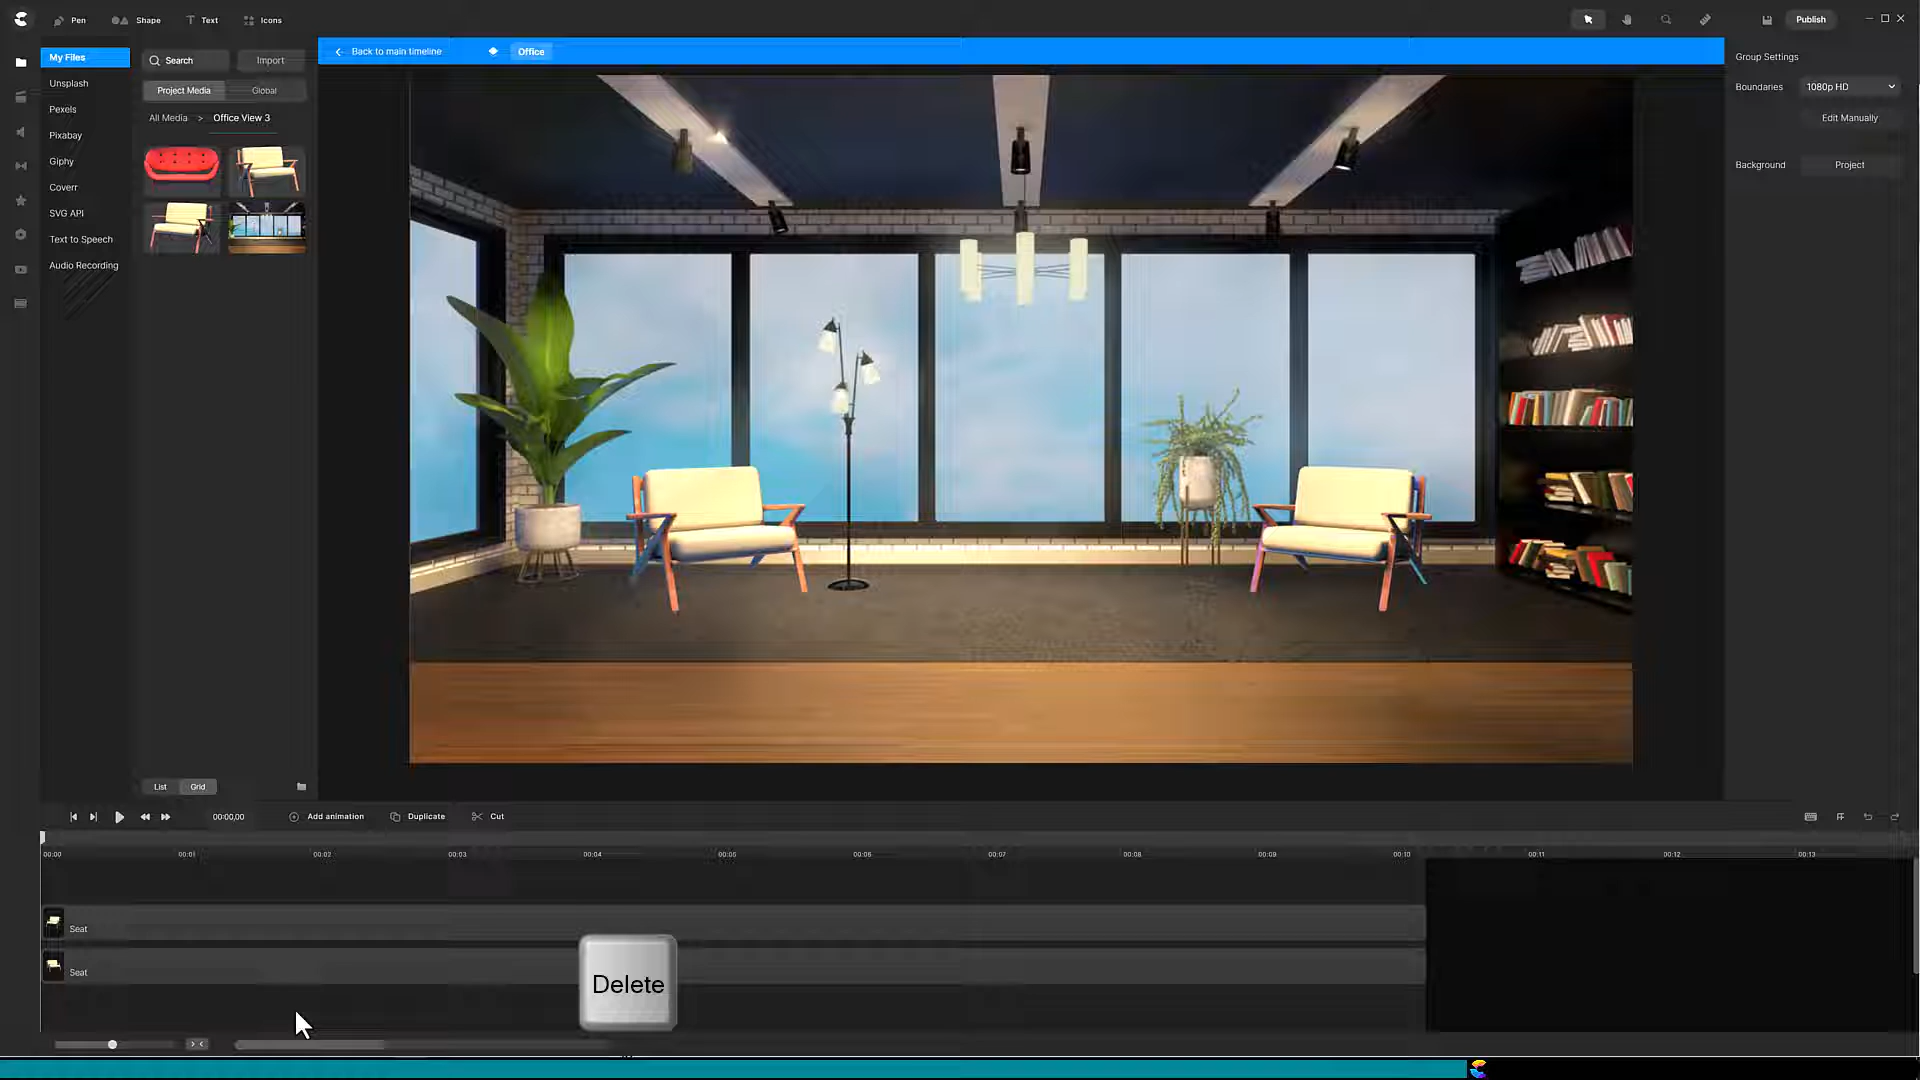 Pen
Shape
Text
Icons
Publish
My Files
Unsplash
Pexels
Pixabay
Giphy
Coverr
SVG API
Text to Speech
Audio Recording
Search
Import
Project Media
Global
All Media > Office View 3
List
Grid
Back to main timeline
Office
Group Settings
Boundaries
1080p HD
Edit Manually
Background
Project
00:00,00
Add animation
Duplicate
Cut
00:00
00:01
00:02
00:03
00:04
00:05
00:06
00:07
00:08
00:09
00:10
00:11
00:12
00:13
Seat
Seat
Delete